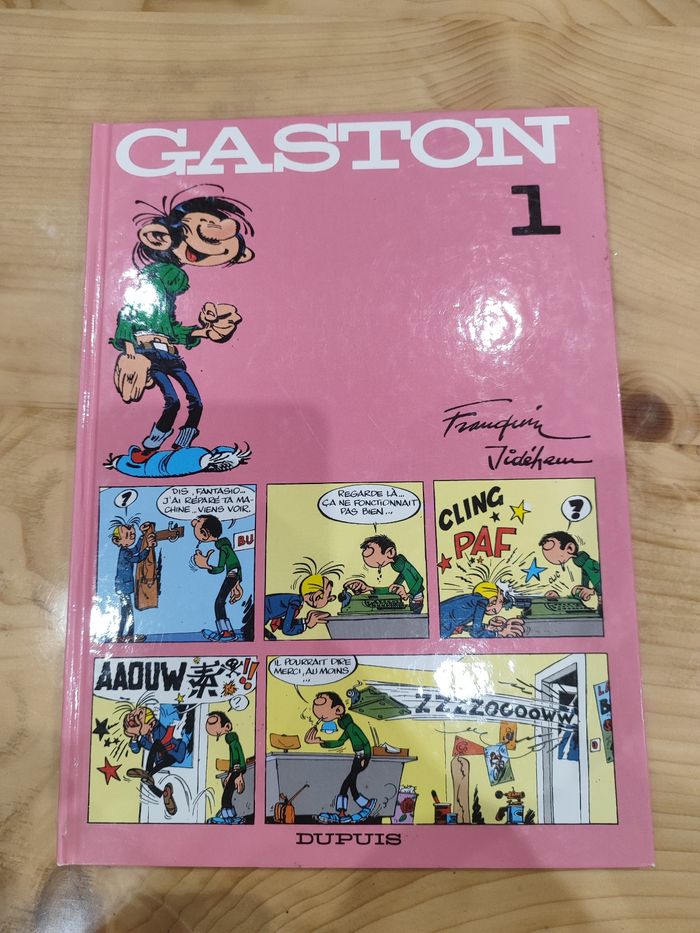 GASTON
1
Franquin
Jidéhem
?
DIS, FANTASIO...
J'AI RÉPARÉ TA MA-
CHINE... VIENS VOIR.
BU
REGARDE LÀ...
ÇA NE FONCTIONNAIT
PAS BIEN...
CLING
PAF
?
AAOUW
!!
?
IL POURRAIT DIRE
MERCI, AU MOINS
...
ZZZZOGOOWW
DUPUIS